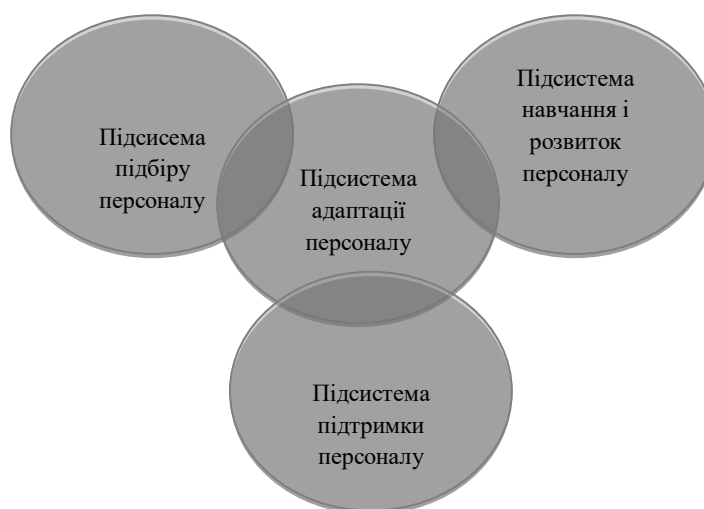 Підсисема
підбіру
персоналу
Підсистема
адаптації
персоналу
Підсистема
навчання і
розвиток
персоналу
Підсистема
підтримки
персоналу